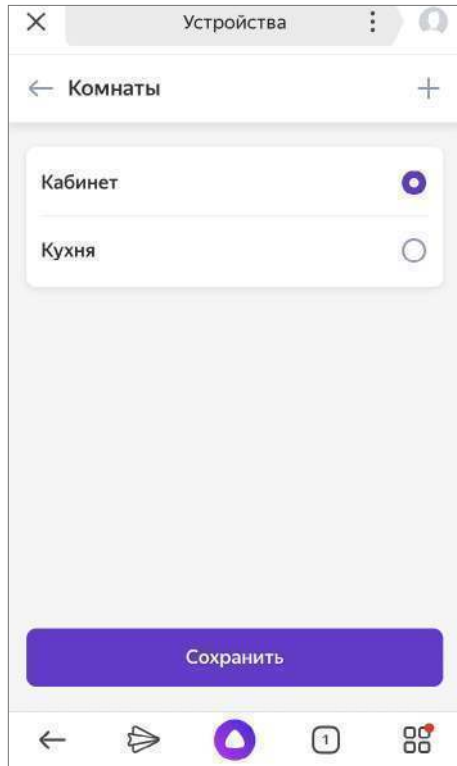 Устройства
Комнаты
Кабинет
Кухня
Сохранить
1